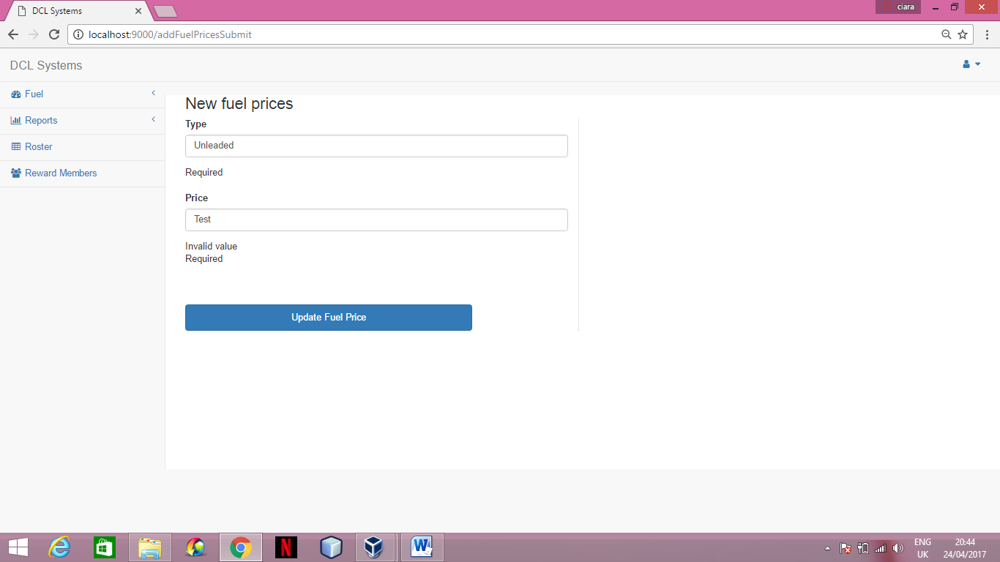 DCL Systems
ciara
localhost:9000/addFuelPricesSubmit
DCL Systems
Fuel
Reports
Roster
Reward Members
New fuel prices
Type
Unleaded
Required
Price
Test
Invalid value
Required
Update Fuel Price
ENG
UK
20:44
24/04/2017